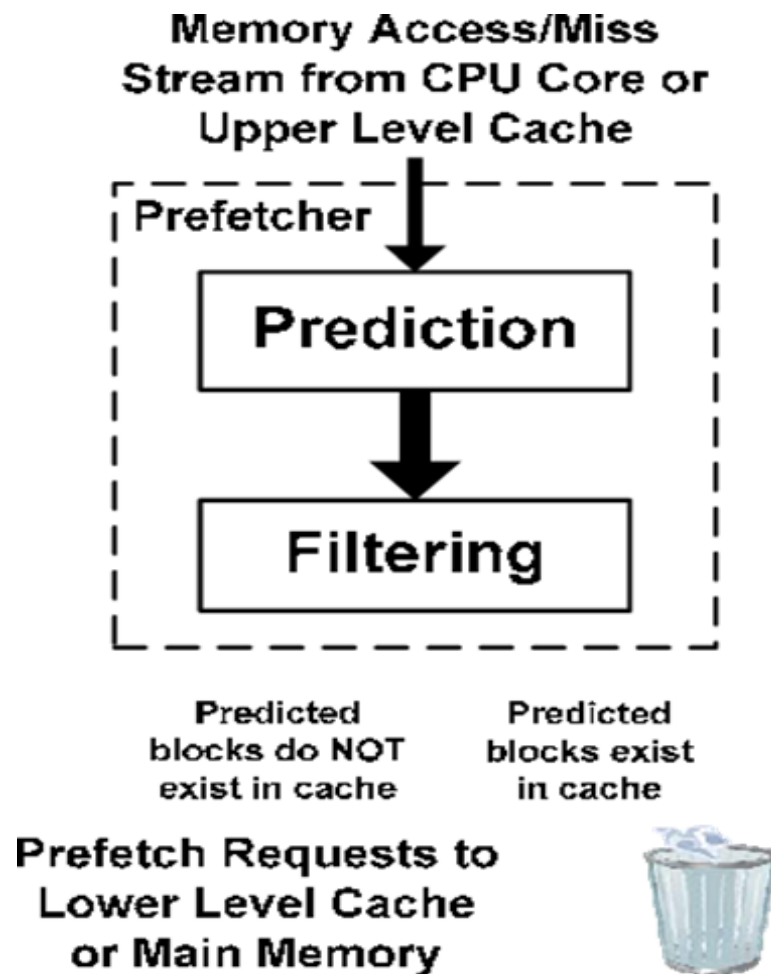 Memory Access/Miss
Stream from CPU Core or
Upper Level Cache
Prefetcher
Prediction
Filtering
Predicted
blocks do NOT
exist in cache
Predicted
blocks exist
in cache
Prefetch Requests to
Lower Level Cache
or Main Memory